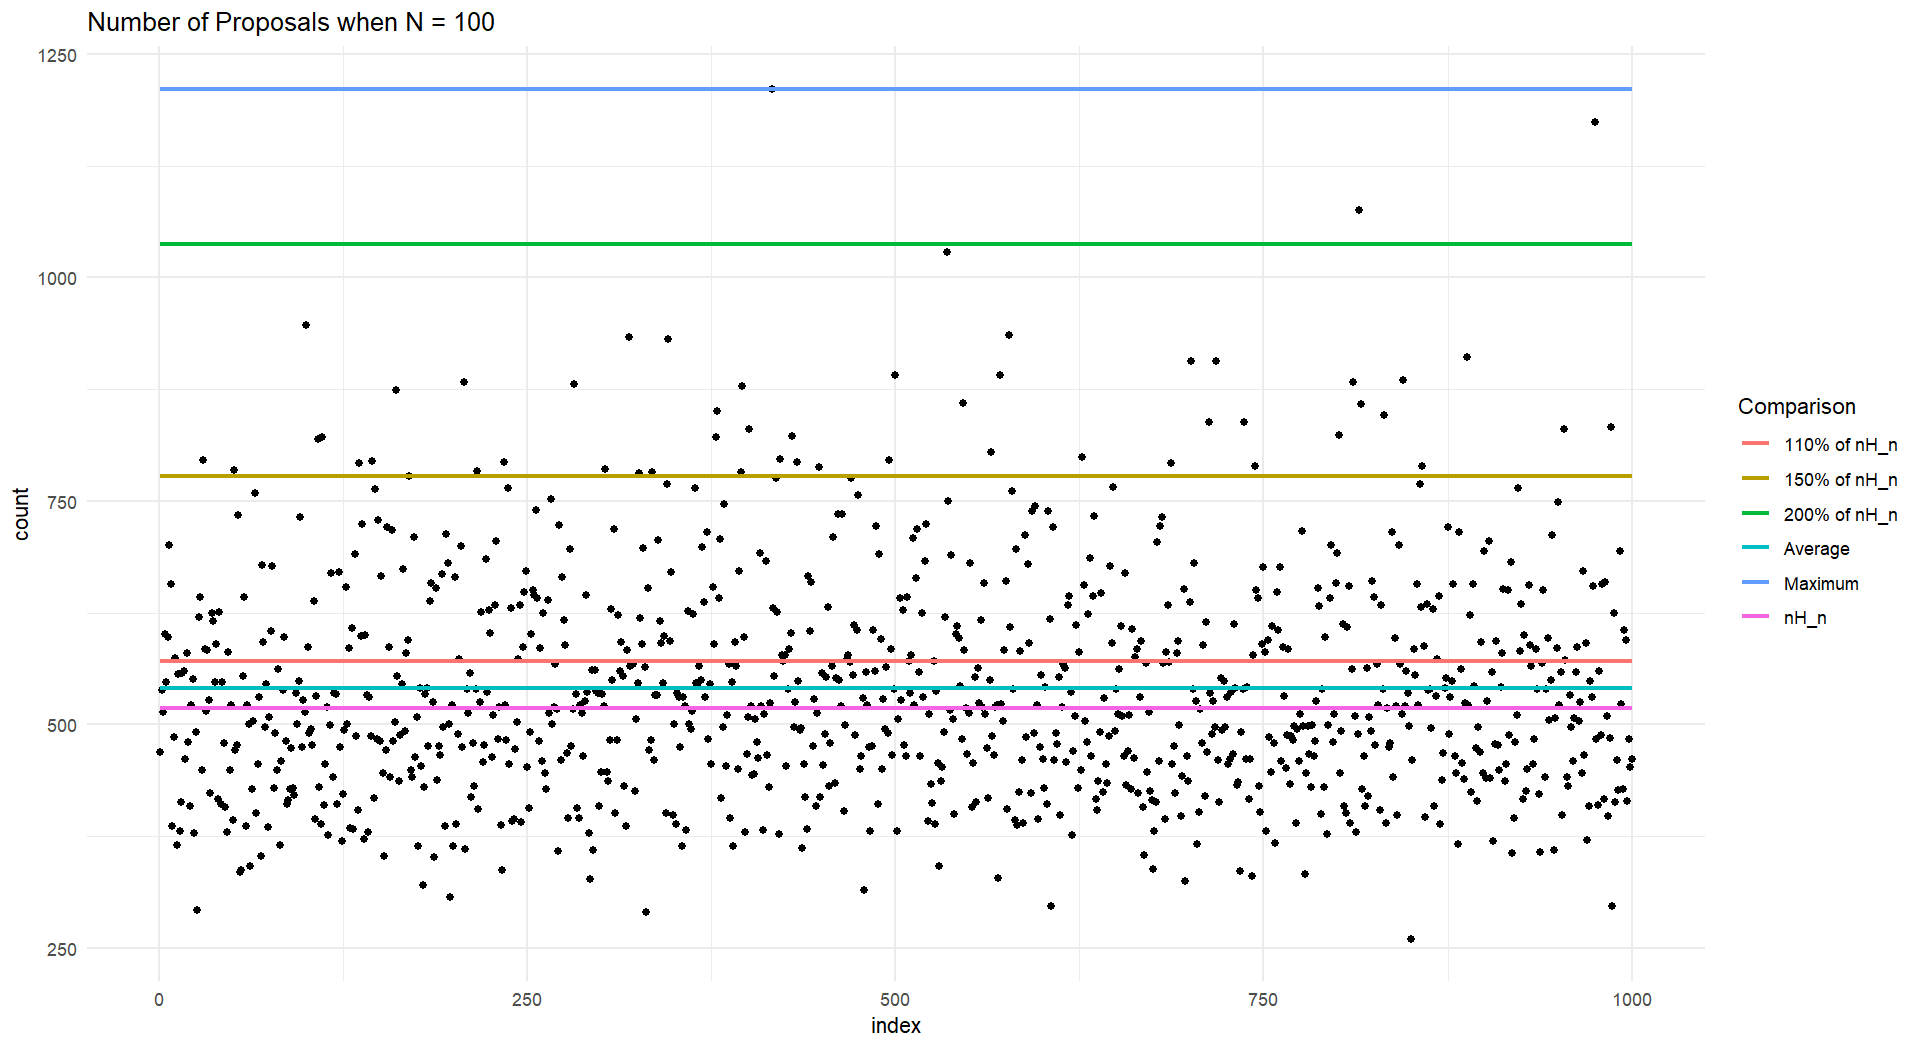 Number of Proposals when N = 100
1250
1000
750
500
250
count
0 250 500 750 1000
index
Comparison
110% of nH_n
150% of nH_n
200% of nH_n
Average
Maximum
nH_n